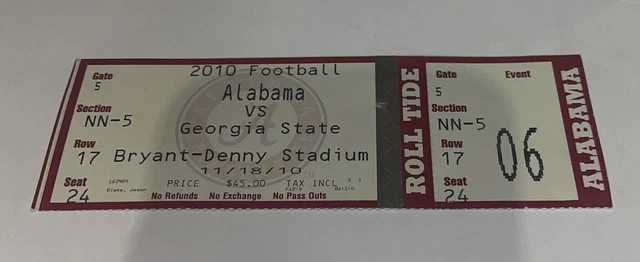 Gate
5
Section
NN-5
Row
17
Seat
24
2010 Football
Alabama
VS
Georgia State
Bryant-Denny Stadium
11/18/10
PRICE $45.00 TAX INCL
Blake, Jason
No Refunds No Exchange No Pass Outs
ROLL TIDE
Gate
5
Section
NN-5
Row
17
Seat
24
Event
06
ALABAMA